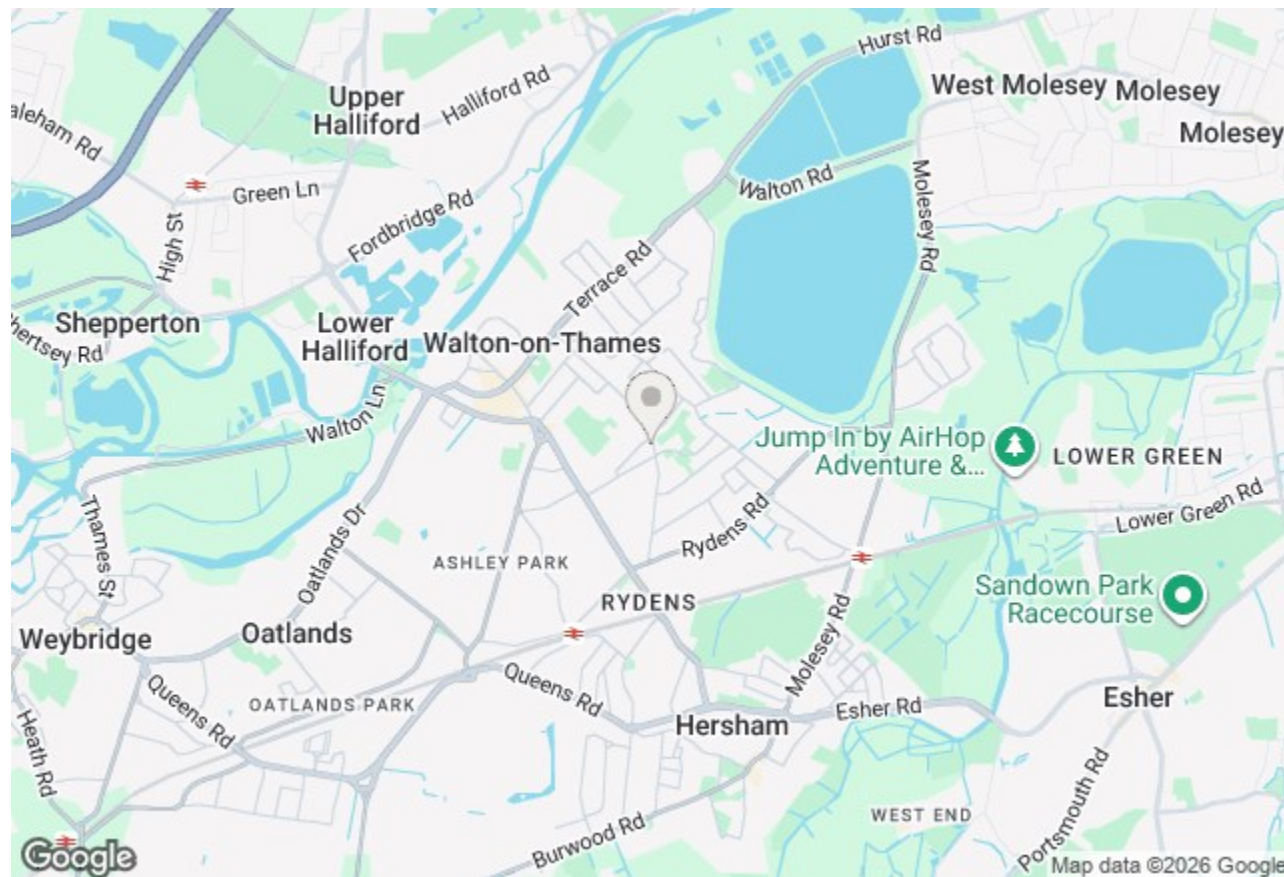 Hurst Rd
West Molesey
Molesey
Molesey
Upper
Halliford
Halliford Rd
aleham Rd
Green Ln
High St
Fordbridge Rd
Walton Rd
Molesey Rd
Terrace Rd
Shepperton
hertsey Rd
Lower
Halliford
Walton-on-Thames
Walton Ln
Jump In by AirHop
Adventure &...
LOWER GREEN
Lower Green Rd
Thames St
Oatlands Dr
ASHLEY PARK
Rydens Rd
RYDENS
Sandown Park
Racecourse
Weybridge
Oatlands
Molesey Rd
Queens Rd
OATLANDS PARK
Queens Rd
Hersham
Esher Rd
Esher
Heath Rd
WEST END
Portsmouth Rd
Burwood Rd
Google
Map data ©2026 Google